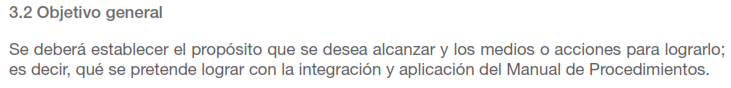 3.2 Objetivo general
Se deberá establecer el propósito que se desea alcanzar y los medios o acciones para lograrlo;
es decir, qué se pretende lograr con la integración y aplicación del Manual de Procedimientos.